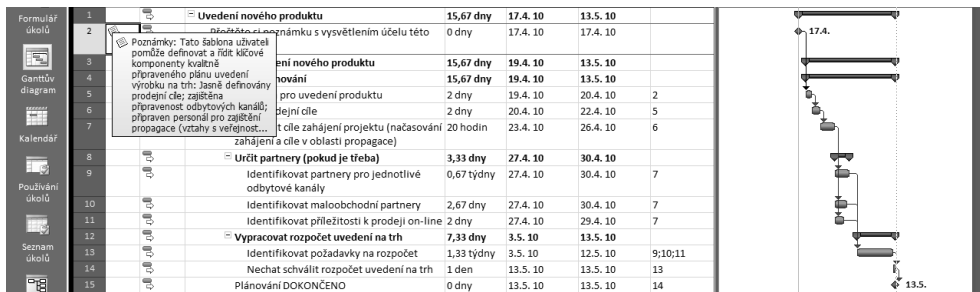 Formulář
úkolů
Ganttův
diagram
Kalendář
Používání
úkolů
Seznam
úkolů
1 Uvedení nového produktu 15,67 dny 17.4. 10 13.5. 10
2 Přečtěte si poznámku s vysvětlením účelu této 0 dny 17.4. 10 17.4. 10
Poznámky: Tato šablona uživateli
pomůže definovat a řídit klíčové
komponenty kvalitně
připraveného plánu uvedení
výrobku na trh: Jasně definovány
prodejní cíle; zajištěna
připravenost odbytových kanálů;
připraven personál pro zajištění
propagace (vztahy s veřejnost...
3 ení nového produktu 15,67 dny 19.4. 10 13.5. 10
4 nování 15,67 dny 19.4. 10 13.5. 10
5 pro uvedení produktu 2 dny 19.4. 10 20.4. 10 2
6 dejní cíle 2 dny 20.4. 10 22.4. 10 5
7 t cíle zahájení projektu (načasování 20 hodin 23.4. 10 26.4. 10 6
zahájení a cíle v oblasti propagace)
8 Určit partnery (pokud je třeba) 3,33 dny 27.4. 10 30.4. 10
9 Identifikovat partnery pro jednotlivé 0,67 týdny 27.4. 10 30.4. 10 7
odbytové kanály
10 Identifikovat maloobchodní partnery 2,67 dny 27.4. 10 30.4. 10 7
11 Identifikovat příležitosti k prodeji on-line 2 dny 27.4. 10 29.4. 10 7
12 Vypracovat rozpočet uvedení na trh 7,33 dny 3.5. 10 13.5. 10
13 Identifikovat požadavky na rozpočet 1,33 týdny 3.5. 10 12.5. 10 9;10;11
14 Nechat schválit rozpočet uvedení na trh 1 den 13.5. 10 13.5. 10 13
15 Plánování DOKONČENO 0 dny 13.5. 10 13.5. 10 14
17.4.
13.5.